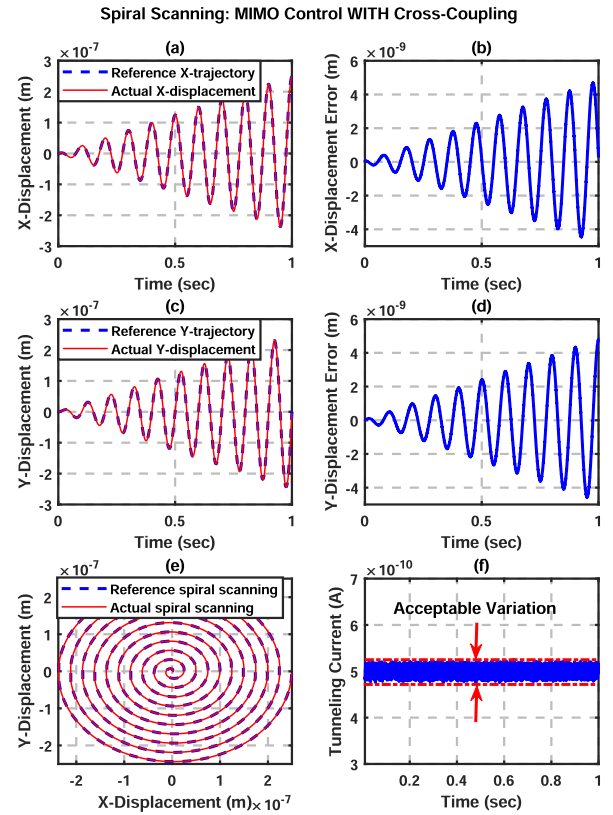 Spiral Scanning: MIMO Control WITH Cross-Coupling
(a)
×10-7
Reference X-trajectory
Actual X-displacement
X-Displacement (m)
3
2
1
0
-1
-2
-3
0
0.5
1
Time (sec)
(b)
×10-9
X-Displacement Error (m)
6
4
2
0
-2
-4
0
0.5
1
Time (sec)
(c)
×10-7
Reference Y-trajectory
Actual Y-displacement
Y-Displacement (m)
3
2
1
0
-1
-2
-3
0
0.5
1
Time (sec)
(d)
×10-9
Y-Displacement Error (m)
6
4
2
0
-2
-4
0
0.5
1
Time (sec)
(e)
×10-7
Reference spiral scanning
Actual spiral scanning
Y-Displacement (m)
2
1
0
-1
-2
-2
-1
0
1
2
X-Displacement (m)×10-7
(f)
×10-10
Acceptable Variation
Tunneling Current (A)
7
6
5
4
3
0.2
0.4
0.6
0.8
1
Time (sec)